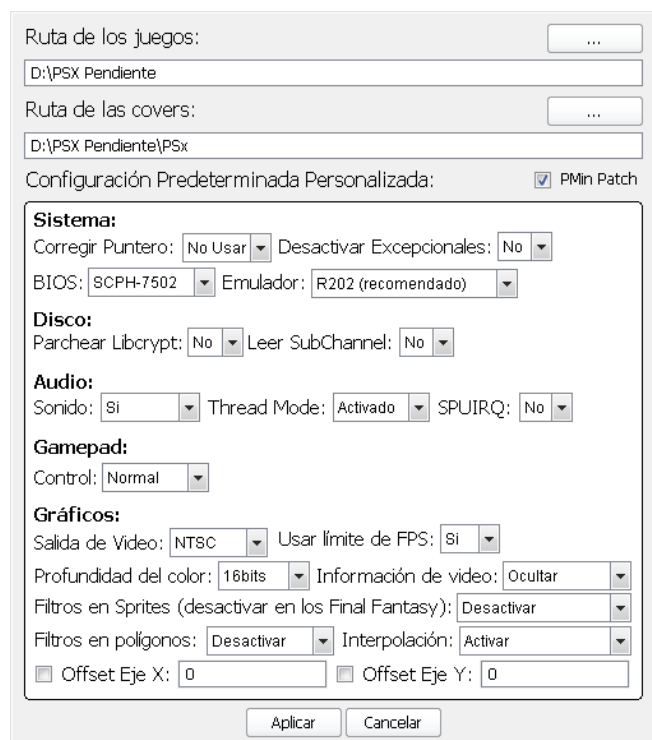 Ruta de los juegos: ...
D:\PSX Pendiente
Ruta de las covers: ...
D:\PSX Pendiente\PSx
Configuración Predeterminada Personalizada: PMin Patch
Sistema:
Corregir Puntero: No Usar Desactivar Excepcionales: No
BIOS: SCPH-7502 Emulador: R202 (recomendado)
Disco:
Parchear Libcrypt: No Leer SubChannel: No
Audio:
Sonido: Si Thread Mode: Activado SPUIRQ: No
Gamepad:
Control: Normal
Gráficos:
Salida de Video: NTSC Usar límite de FPS: Si
Profundidad del color: 16bits Información de video: Ocultar
Filtros en Sprites (desactivar en los Final Fantasy): Desactivar
Filtros en polígonos: Desactivar Interpolación: Activar
Offset Eje X: 0 Offset Eje Y: 0
Aplicar Cancelar